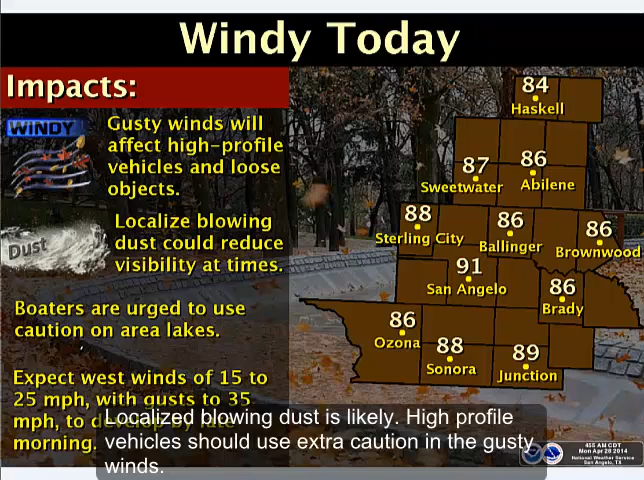 Windy Today
Impacts:
WINDY
Gusty winds will
affect high-profile
vehicles and loose
objects.
Dust
Localize blowing
dust could reduce
visibility at times.
Boaters are urged to use
caution on area lakes.
Expect west winds of 15 to
25 mph, with gusts to 35
mph, to develop by late
morning.
84
Haskell
87
Sweetwater
86
Abilene
88
Sterling City
86
Ballinger
86
Brownwood
91
San Angelo
86
Brady
86
Ozona
88
Sonora
89
Junction
Localized blowing dust is likely. High profile
vehicles should use extra caution in the gusty
winds.
455 AM CDT
Mon Apr 28 2014
National Weather Service
San Angelo, TX